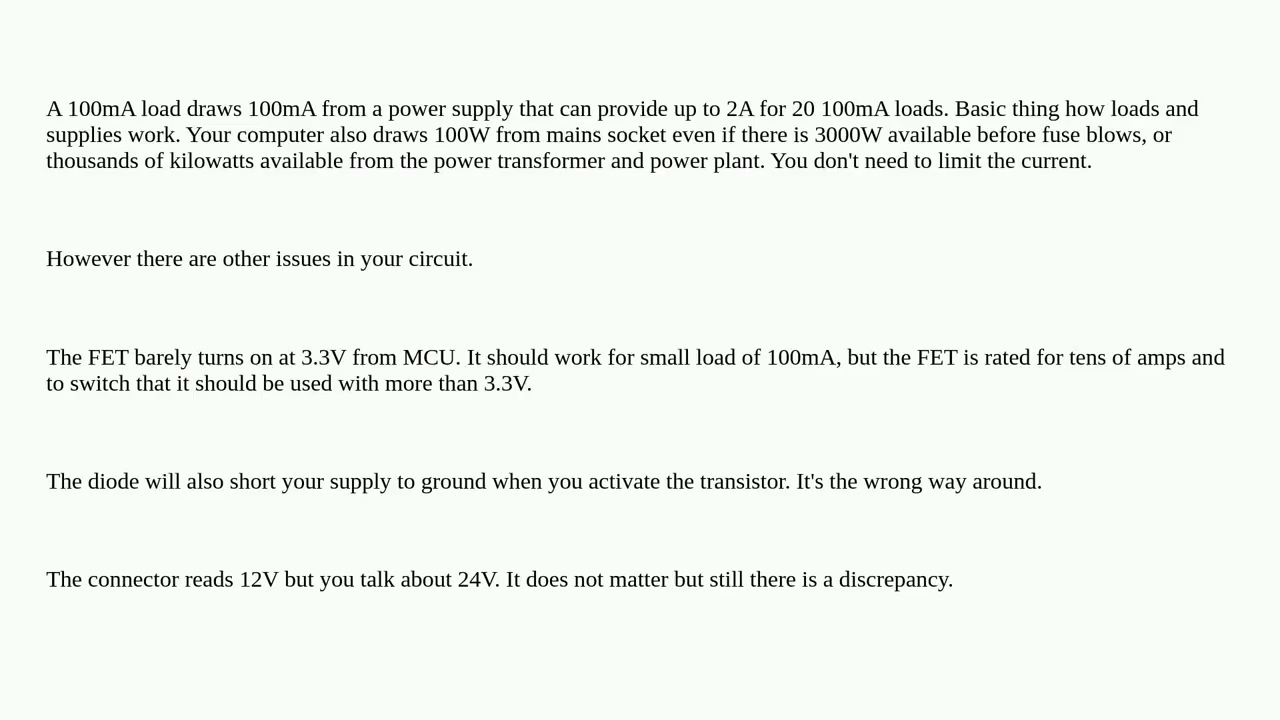 A 100mA load draws 100mA from a power supply that can provide up to 2A for 20 100mA loads. Basic thing how loads and
supplies work. Your computer also draws 100W from mains socket even if there is 3000W available before fuse blows, or
thousands of kilowatts available from the power transformer and power plant. You don't need to limit the current.
However there are other issues in your circuit.
The FET barely turns on at 3.3V from MCU. It should work for small load of 100mA, but the FET is rated for tens of amps and
to switch that it should be used with more than 3.3V.
The diode will also short your supply to ground when you activate the transistor. It's the wrong way around.
The connector reads 12V but you talk about 24V. It does not matter but still there is a discrepancy.